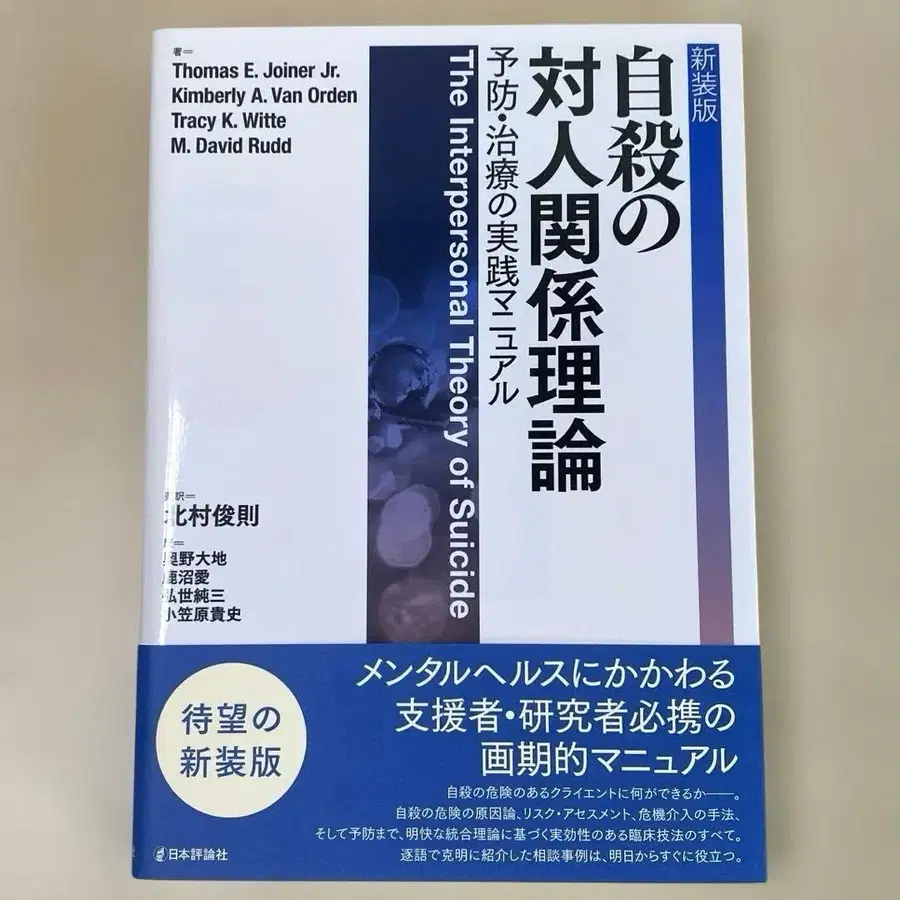 新装版
自殺の
対人関係理論
予防・治療の実践マニュアル
The Interpersonal Theory of Suicide
著=
Thomas E. Joiner Jr.
Kimberly A. Van Orden
Tracy K. Witte
M. David Rudd
訳=
北村俊則
奥野大地
鹿沼愛
弘世純三
小笠原貴史
メンタルヘルスにかかわる
支援者・研究者必携の
画期的マニュアル
待望の
新装版
自殺の危険のあるクライエントに何ができるか――。
自殺の危険の原因論、リスク・アセスメント、危機介入の手法、
そして予防まで、明快な統合理論に基づく実効性のある臨床技法のすべて。
逐語で克明に紹介した相談事例は、明日からすぐに役立つ。
日本評論社